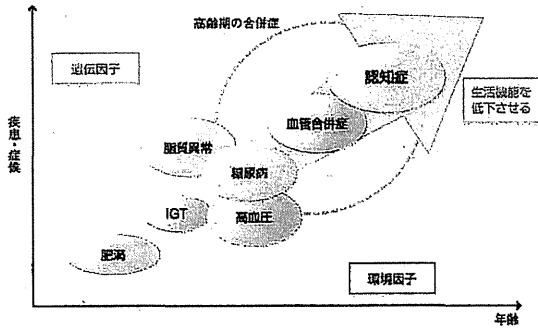 高齢期の合併症
遺伝因子
認知症
生活機能を
低下させる
血管合併症
疾患・症候
脂質異常
糖尿病
IGT
高血圧
肥満
環境因子
年齢